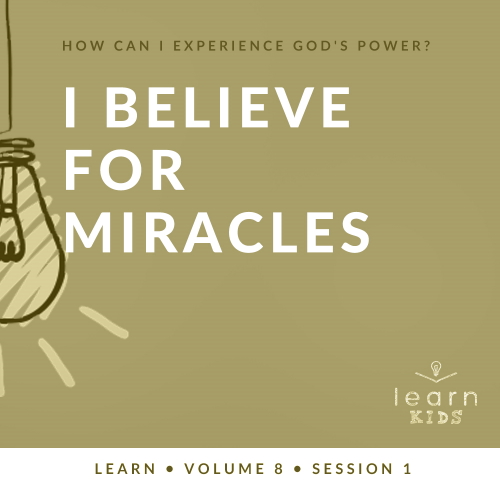 HOW CAN I EXPERIENCE GOD'S POWER?
I BELIEVE
FOR
MIRACLES
learn
KIDS
LEARN • VOLUME 8 • SESSION 1